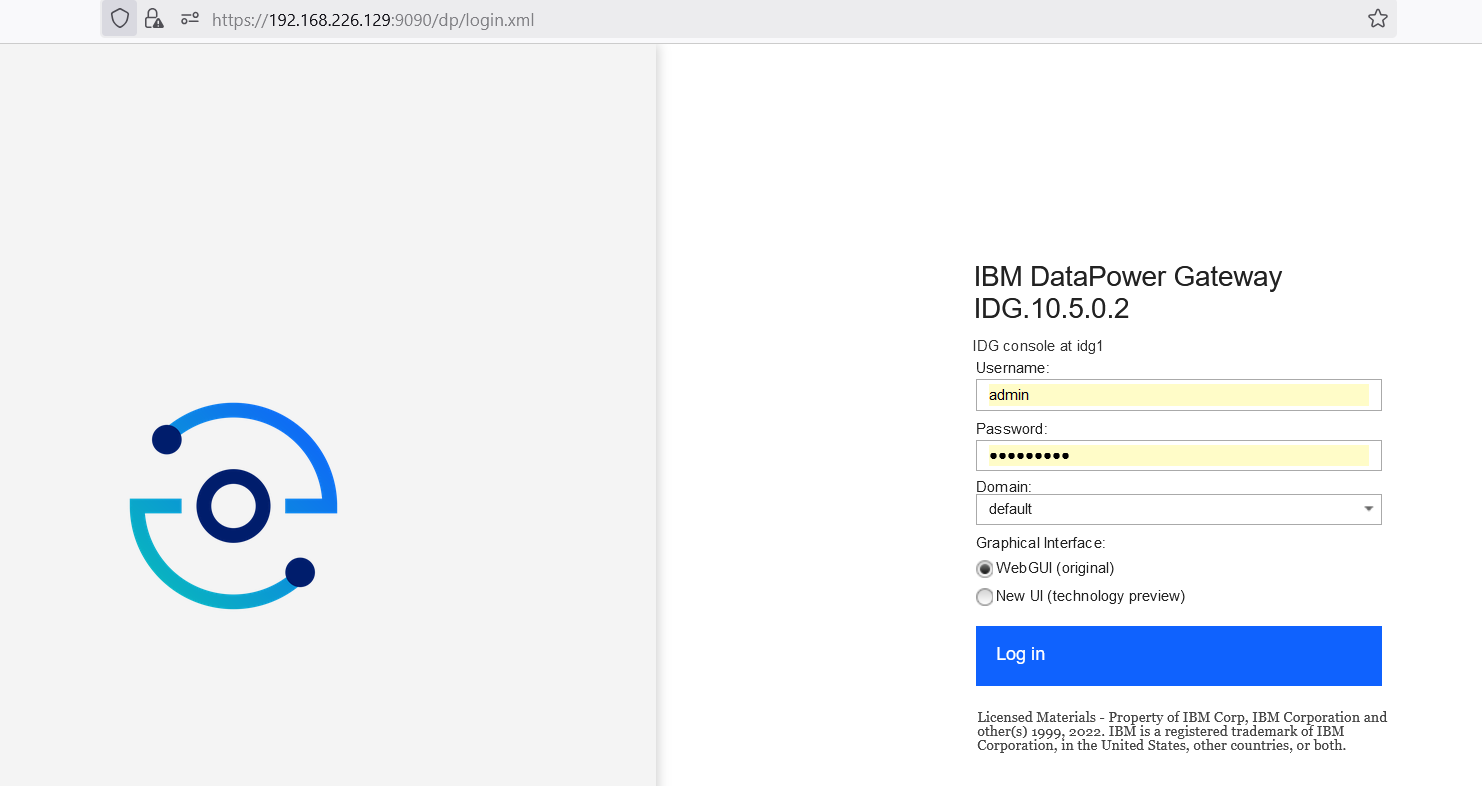 https://192.168.226.129:9090/dp/login.xml
IBM DataPower Gateway
IDG.10.5.0.2
IDG console at idg1
Username:
admin
Password:
●●●●●●●●●
Domain:
default
Graphical Interface:
WebGUI (original)
New UI (technology preview)
Log in
Licensed Materials - Property of IBM Corp, IBM Corporation and
other(s) 1999, 2022. IBM is a registered trademark of IBM
Corporation, in the United States, other countries, or both.